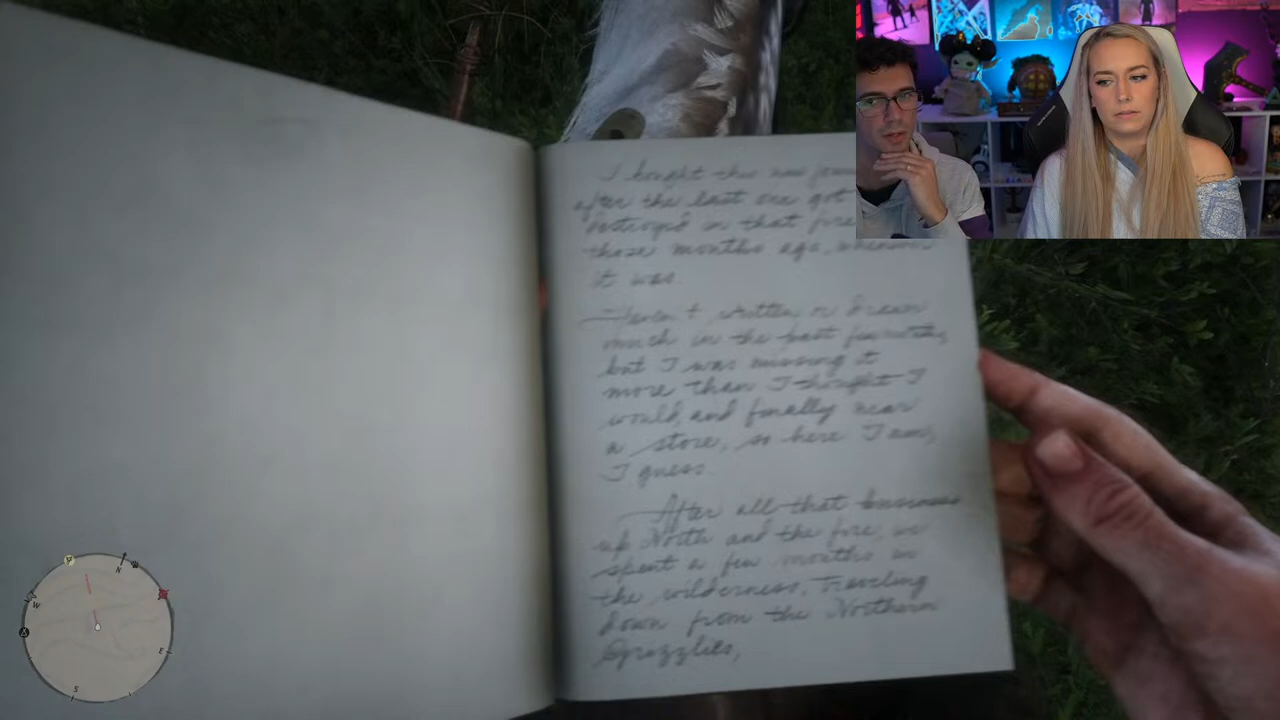 I bought this new
after the last one got
destroyed in that fire
those months ago, whenever
it was.
Haven't written or drawn
much in the past few months,
but I was missing it
more than I thought I
would, and finally near
a store, so here I am,
I guess.
After all that business
up North and the fire, we
spent a few months in
the wilderness, Traveling
down from the Northern
Grizzlies,
N
W
E
S